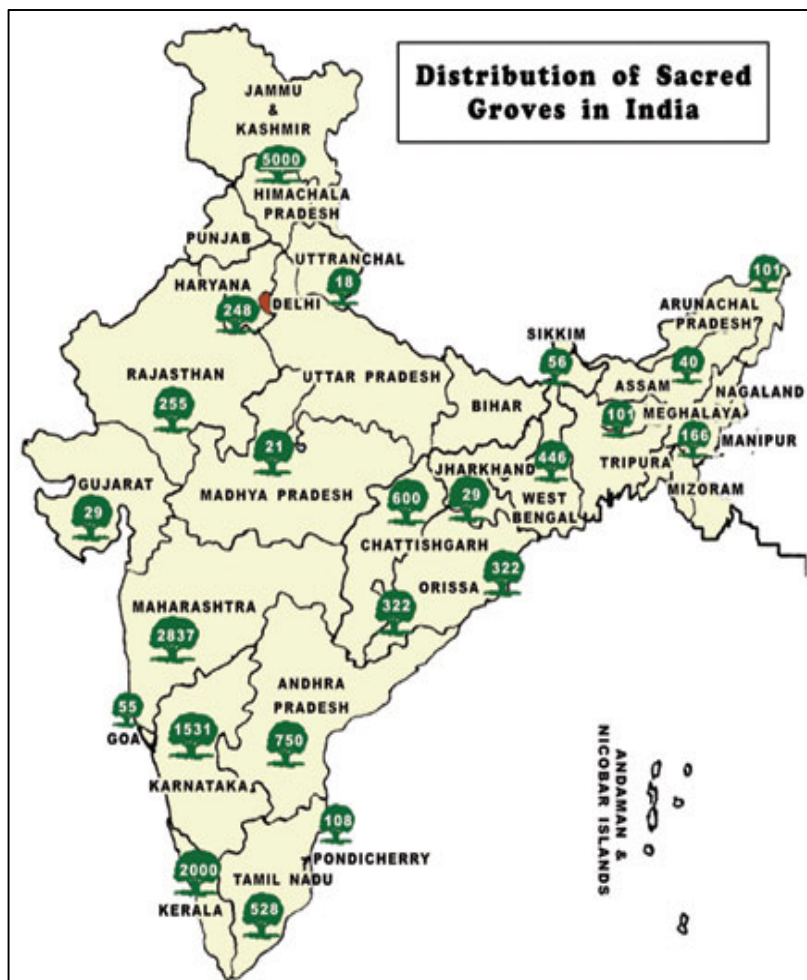 Distribution of Sacred
Groves in India
JAMMU
&
KASHMIR
5000
HIMACHALA
PRADESH
PUNJAB
UTTRANCHAL
18
HARYANA
248
DELHI
101
ARUNACHAL
PRADESH?
SIKKIM
56
40
ASSAM
NAGALAND
RAJASTHAN
255
UTTAR PRADESH
BIHAR
101
MEGHALAYA
166
MANIPUR
TRIPURA
MIZORAM
21
MADHYA PRADESH
GUJARAT
29
JHARKHAND
29
446
WEST
BENGAL
600
CHATTISHGARH
322
ORISSA
322
MAHARASHTRA
2837
ANDHRA
PRADESH
750
55
GOA
1531
KARNATAKA
108
PONDICHERRY
2000
KERALA
TAMIL NADU
528
ANDAMAN &
NICOBAR ISLANDS